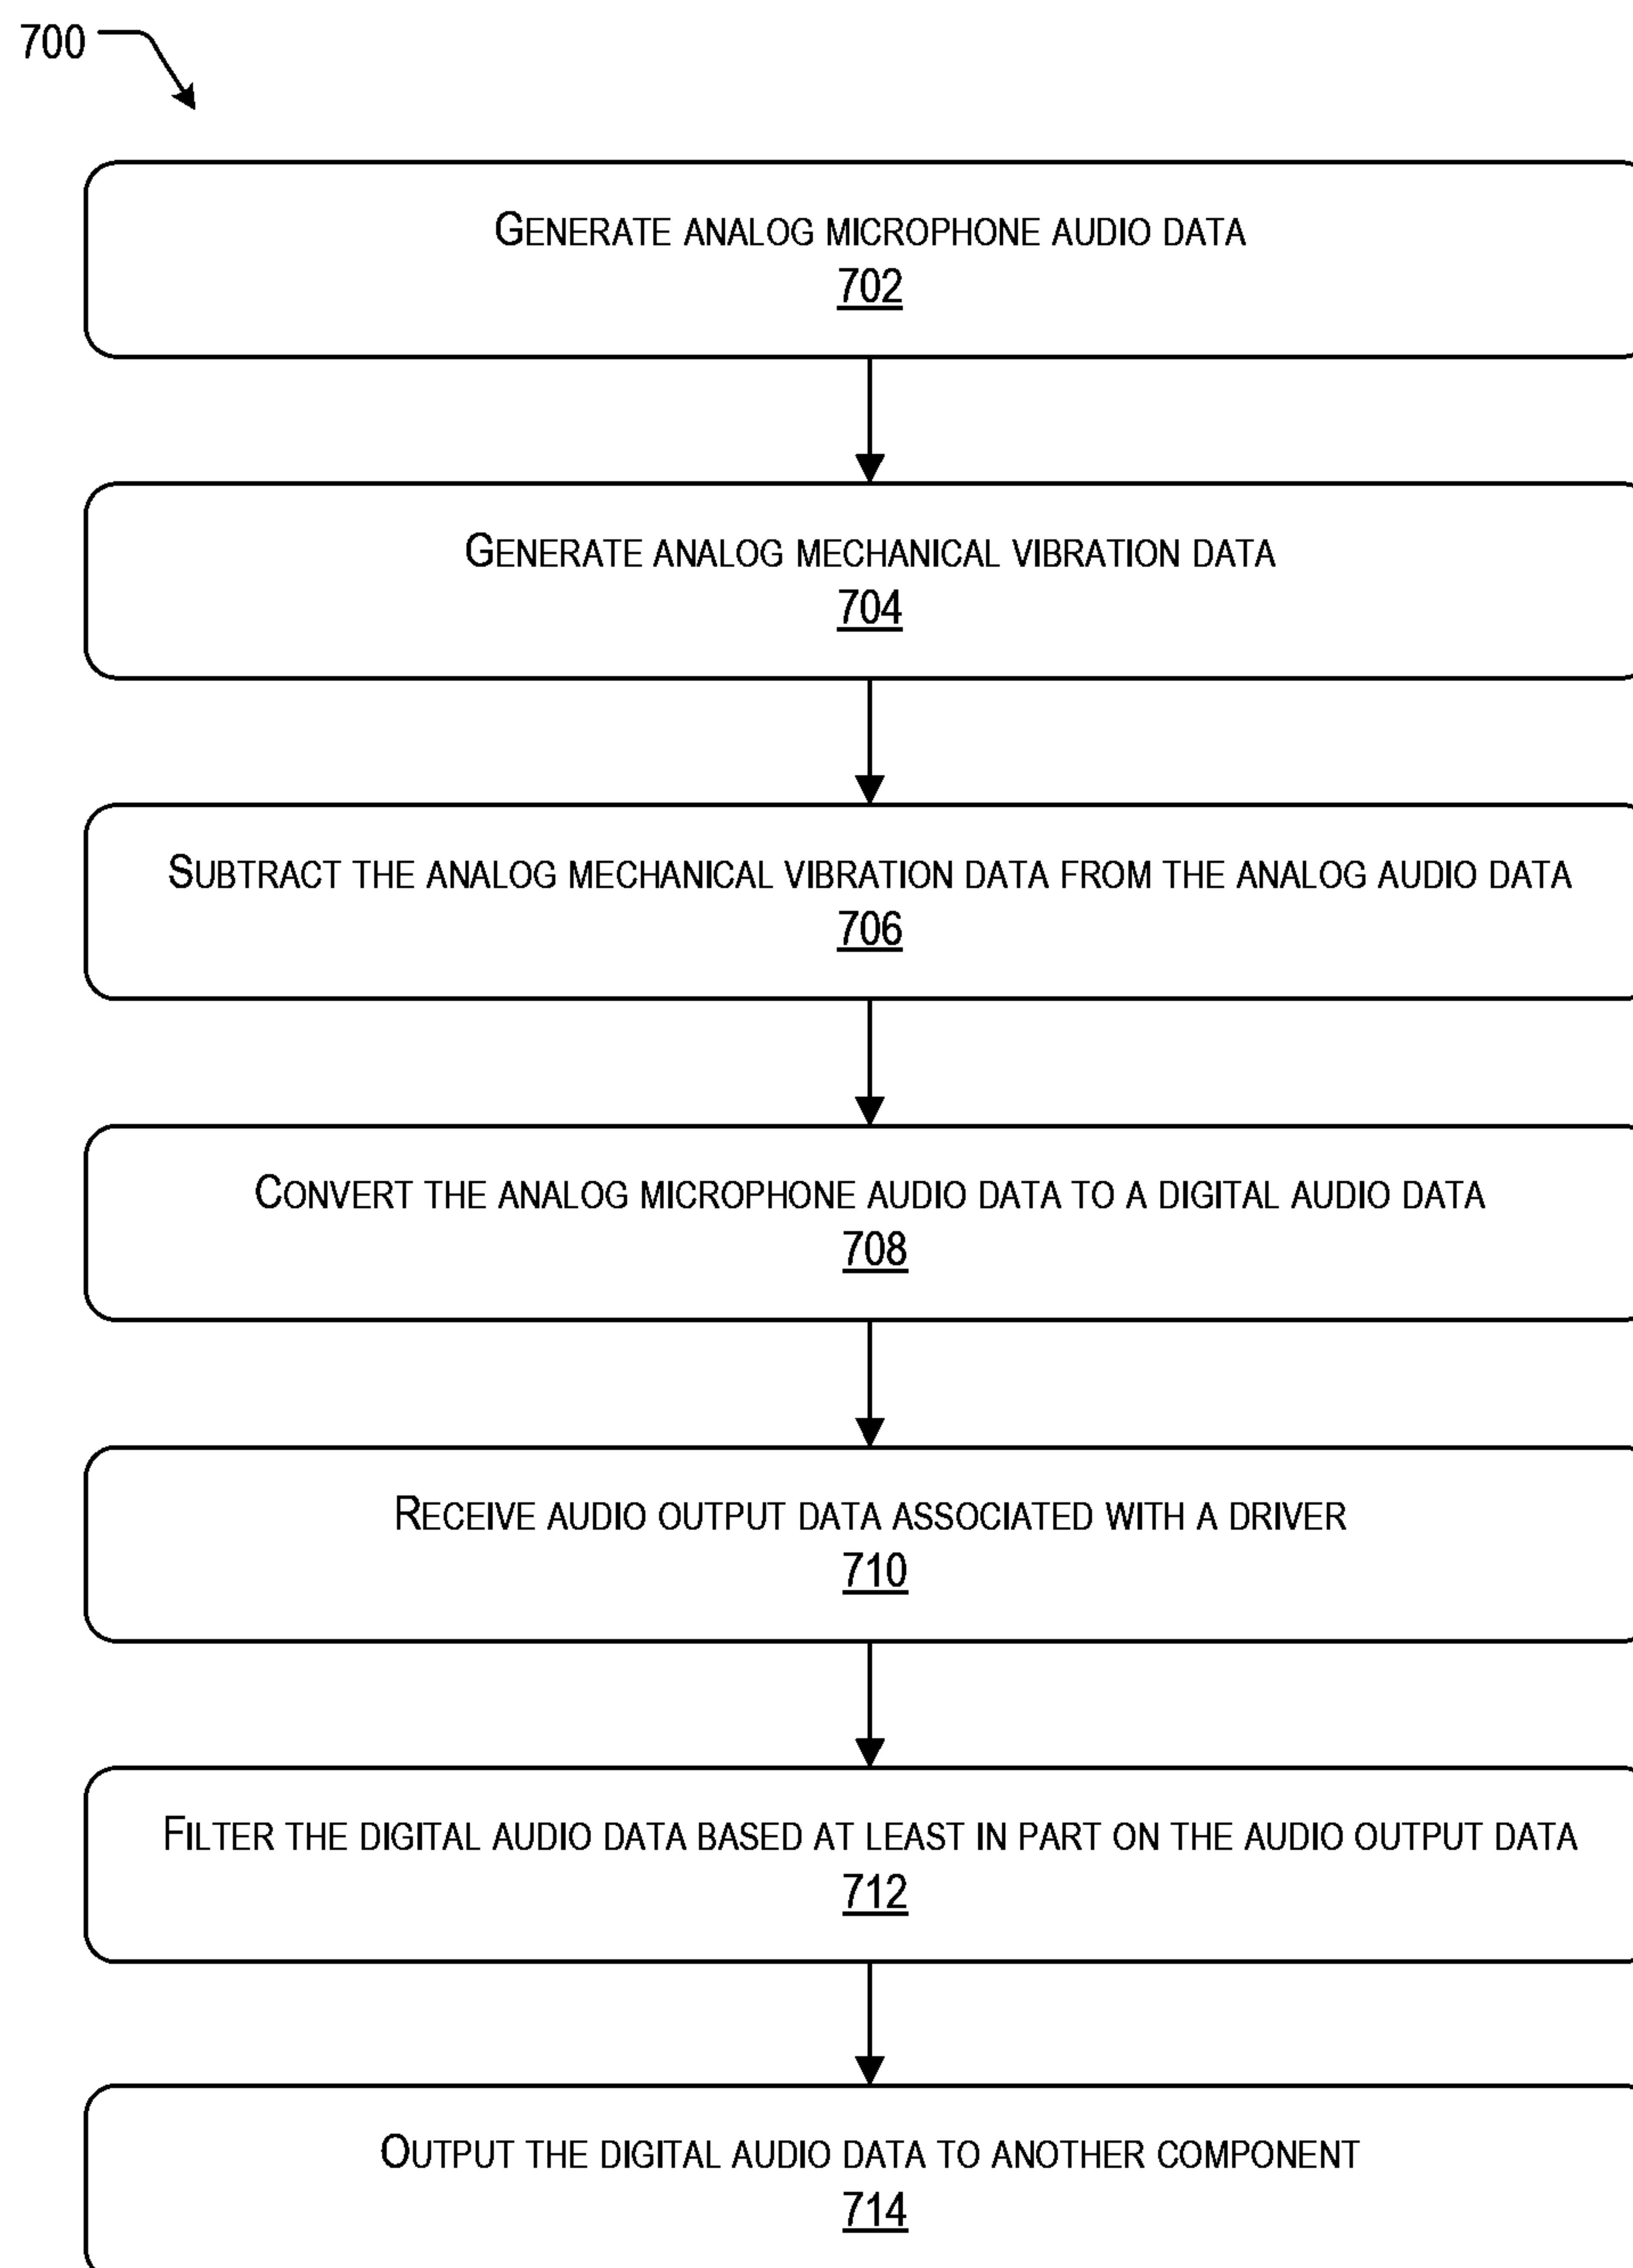 700
GENERATE ANALOG MICROPHONE AUDIO DATA
702
GENERATE ANALOG MECHANICAL VIBRATION DATA
704
SUBTRACT THE ANALOG MECHANICAL VIBRATION DATA FROM THE ANALOG AUDIO DATA
706
CONVERT THE ANALOG MICROPHONE AUDIO DATA TO A DIGITAL AUDIO DATA
708
RECEIVE AUDIO OUTPUT DATA ASSOCIATED WITH A DRIVER
710
FILTER THE DIGITAL AUDIO DATA BASED AT LEAST IN PART ON THE AUDIO OUTPUT DATA
712
OUTPUT THE DIGITAL AUDIO DATA TO ANOTHER COMPONENT
714